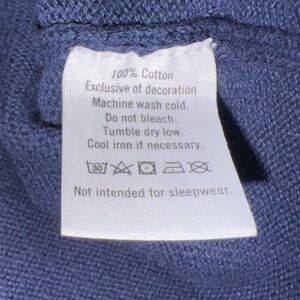 100% Cotton
Exclusive of decoration
Machine wash cold.
Do not bleach.
Tumble dry low.
Cool iron if necessary.
30
Not intended for sleepwear.